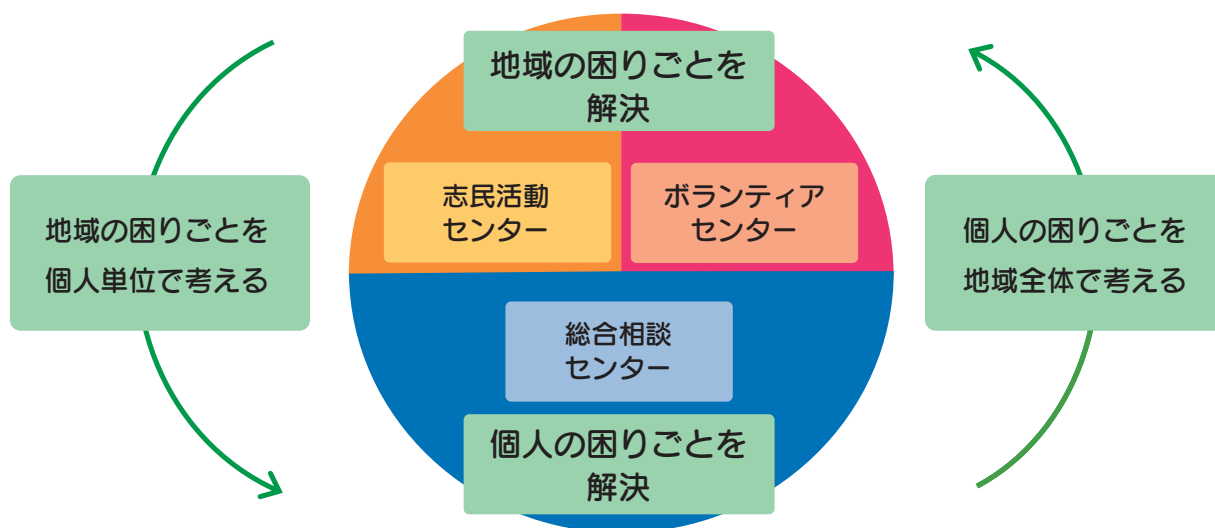 地域の困りごとを
解決
志民活動
センター
ボランティア
センター
地域の困りごとを
個人単位で考える
個人の困りごとを
地域全体で考える
総合相談
センター
個人の困りごとを
解決